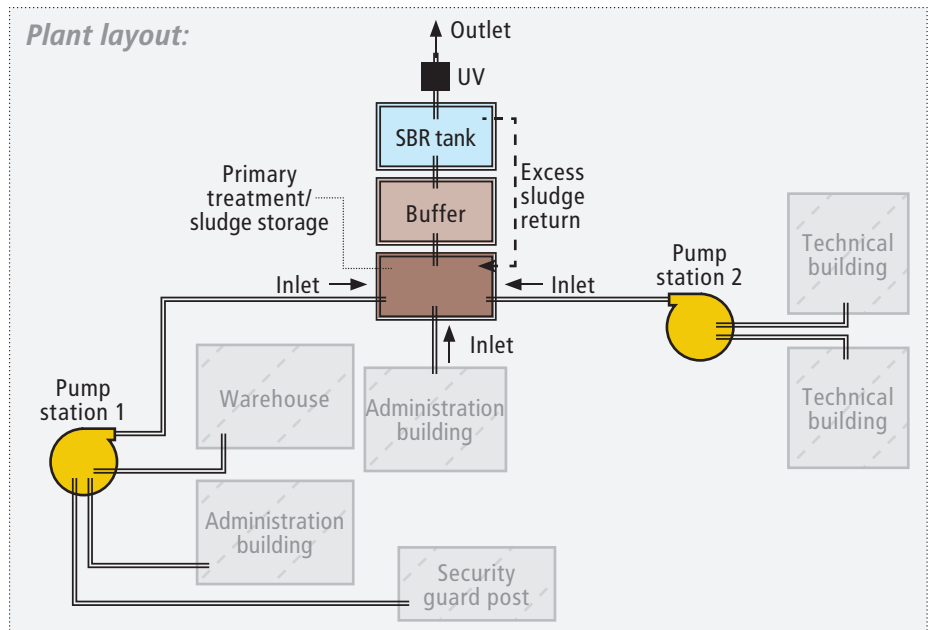 Plant layout:
Outlet
UV
SBR tank
Primary
treatment/
sludge storage
Excess
sludge
return
Buffer
Technical
building
Pump
station 2
Inlet
Inlet
Inlet
Pump
station 1
Warehouse
Administration
building
Technical
building
Administration
building
Security
guard post